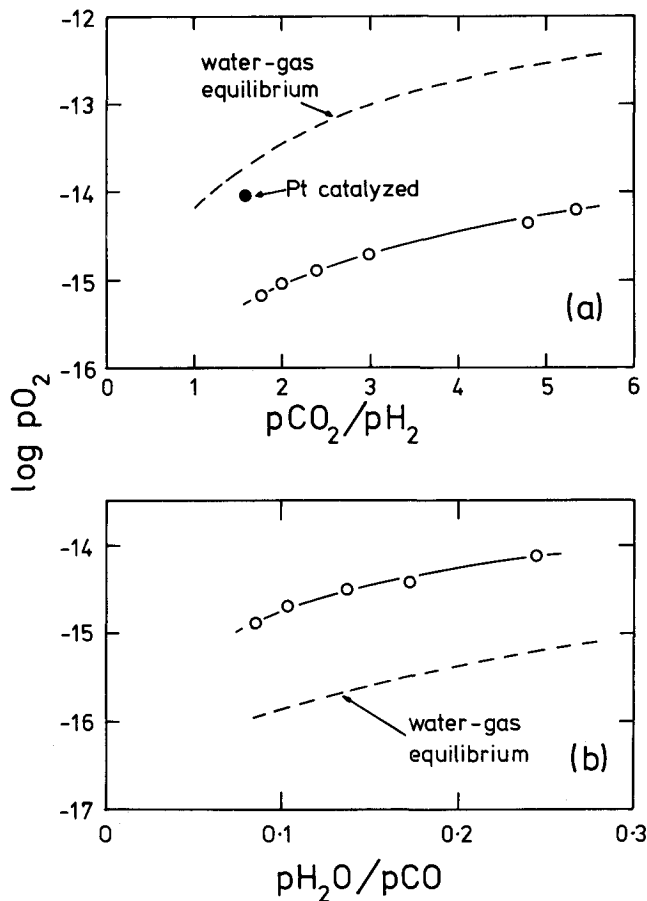 -12
water-gas
equilibrium
-13
-14
Pt catalyzed
-15
(a)
-16
0 1 2 3 4 5 6
pCO₂/pH₂
log pO₂
-14
-15
-16
water-gas
equilibrium
(b)
-17
0 0·1 0·2 0·3
pH₂O/pCO